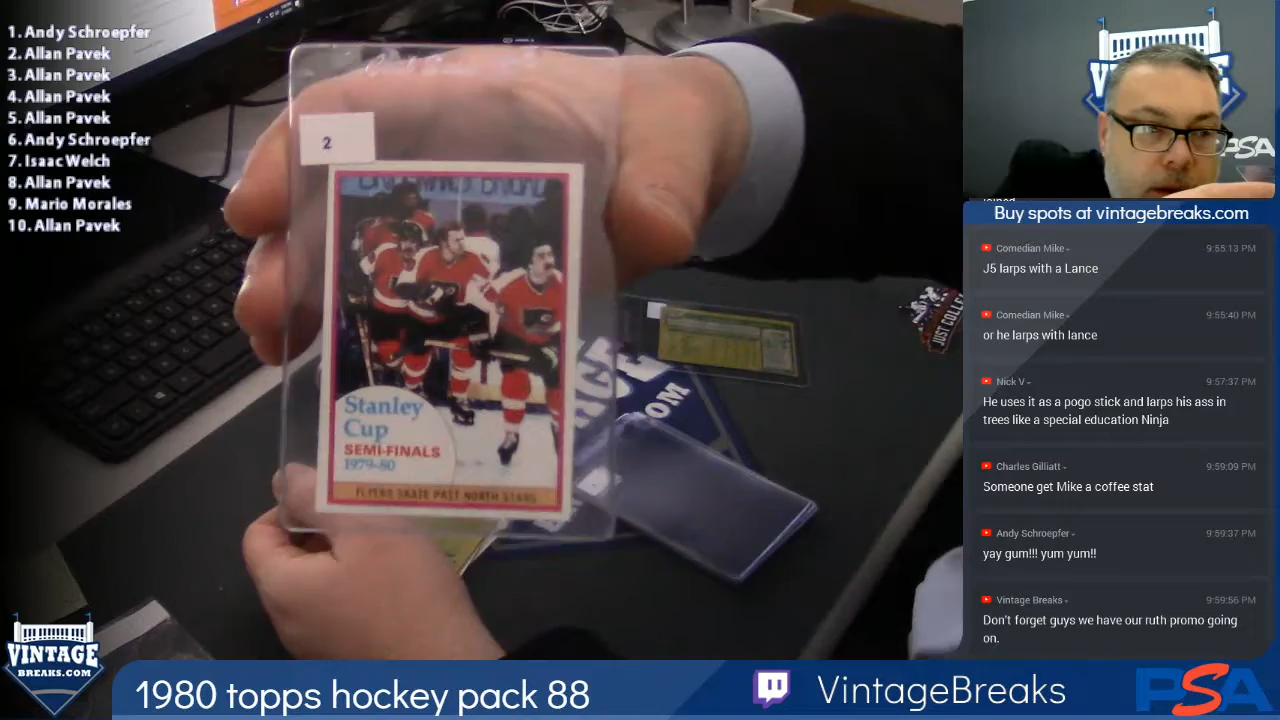 1. Andy Schroepfer
2. Allan Pavek
3. Allan Pavek
4. Allan Pavek
5. Allan Pavek
6. Andy Schroepfer
7. Isaac Welch
8. Allan Pavek
9. Mario Morales
10. Allan Pavek
2
Stanley
Cup
SEMI-FINALS
1979-80
FLYERS SKATE PAST NORTH STARS
JUST COLL
OM
PSA
Buy spots at vintagebreaks.com
Comedian Mike 9:55:13 PM
J5 larps with a Lance
Comedian Mike 9:55:40 PM
or he larps with lance
Nick V 9:57:37 PM
He uses it as a pogo stick and larps his ass in
trees like a special education Ninja
Charles Gilliatt 9:59:09 PM
Someone get Mike a coffee stat
Andy Schroepfer 9:59:37 PM
yay gum!!! yum yum!!
Vintage Breaks 9:59:56 PM
Don't forget guys we have our ruth promo going
on.
VINTAGE
BREAKS.COM
1980 topps hockey pack 88
VintageBreaks
PSA